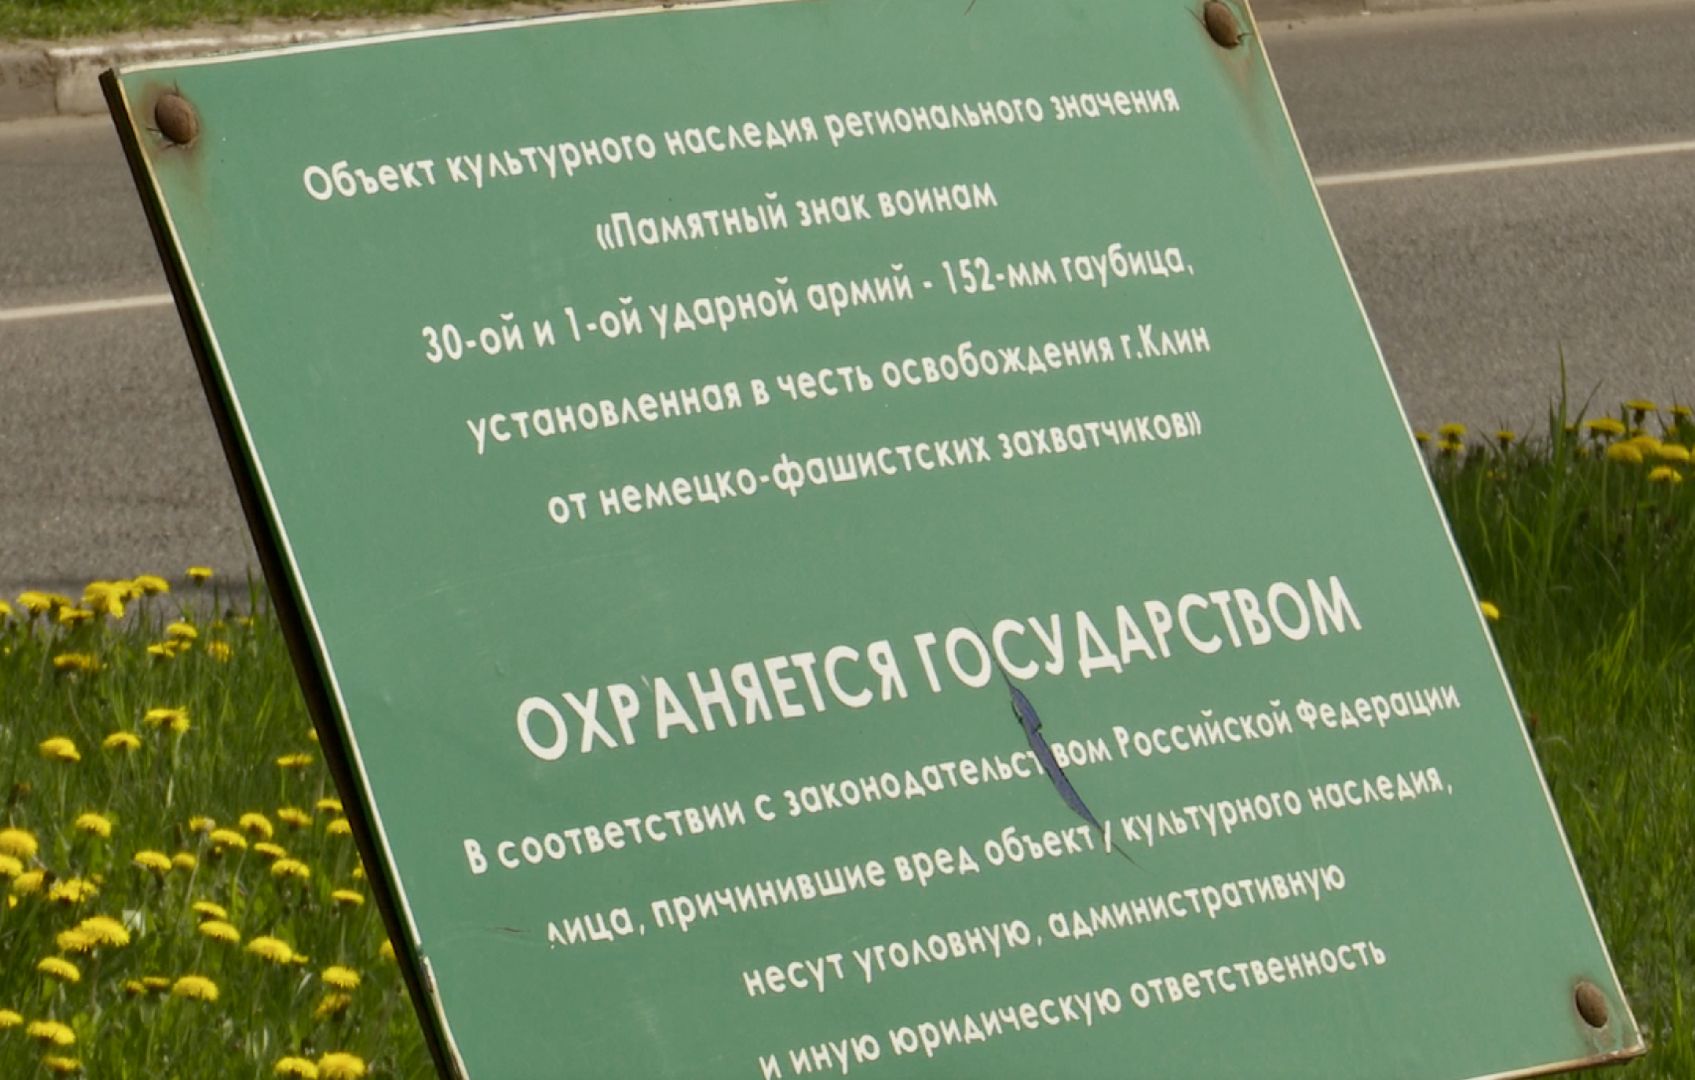 Объект культурного наследия регионального значения
«Памятный знак воинам
30-ой и 1-ой ударной армий - 152-мм гаубица,
установленная в честь освобождения г.Клин
от немецко-фашистских захватчиков»
ОХРАНЯЕТСЯ ГОСУДАРСТВОМ
В соответствии с законодательством Российской Федерации
лица, причинившие вред объекту культурного наследия,
несут уголовную, административную
и иную юридическую ответственность